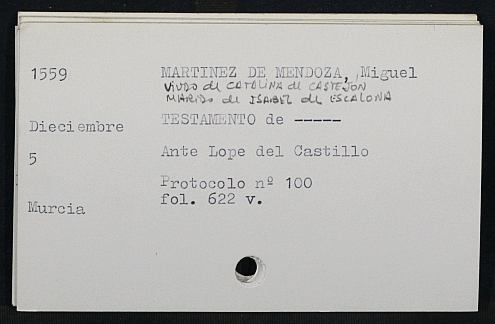 1559 MARTINEZ DE MENDOZA, Miguel
VIUDO de CATALINA de CASTEJON
MARIDO de ISABEL de ESCALONA
Dieciembre TESTAMENTO de -----
5 Ante Lope del Castillo
Protocolo nº 100
Murcia fol. 622 v.